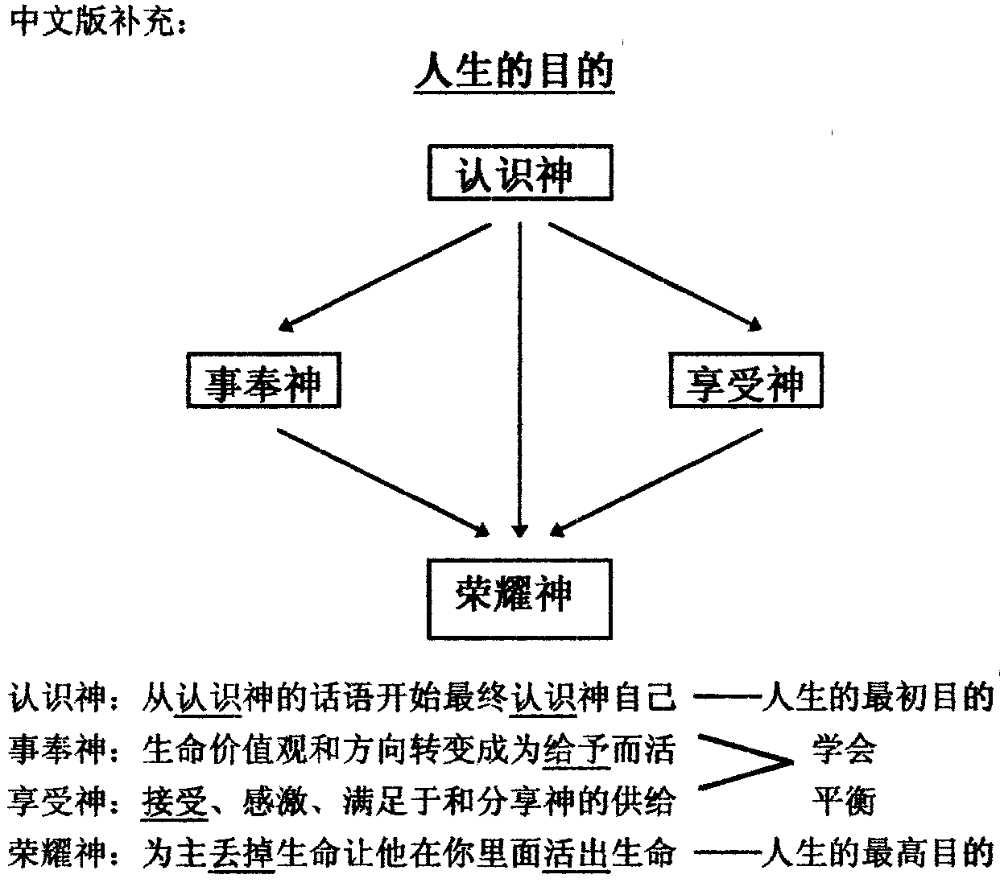 中文版补充：
人生的目的
认识神
事奉神
享受神
荣耀神
认识神：从认识神的话语开始最终认识神自己 ——人生的最初目的
事奉神：生命价值观和方向转变成为给予而活 学会
享受神：接受、感激、满足于和分享神的供给 平衡
荣耀神：为主丢掉生命让他在你里面活出生命 ——人生的最高目的